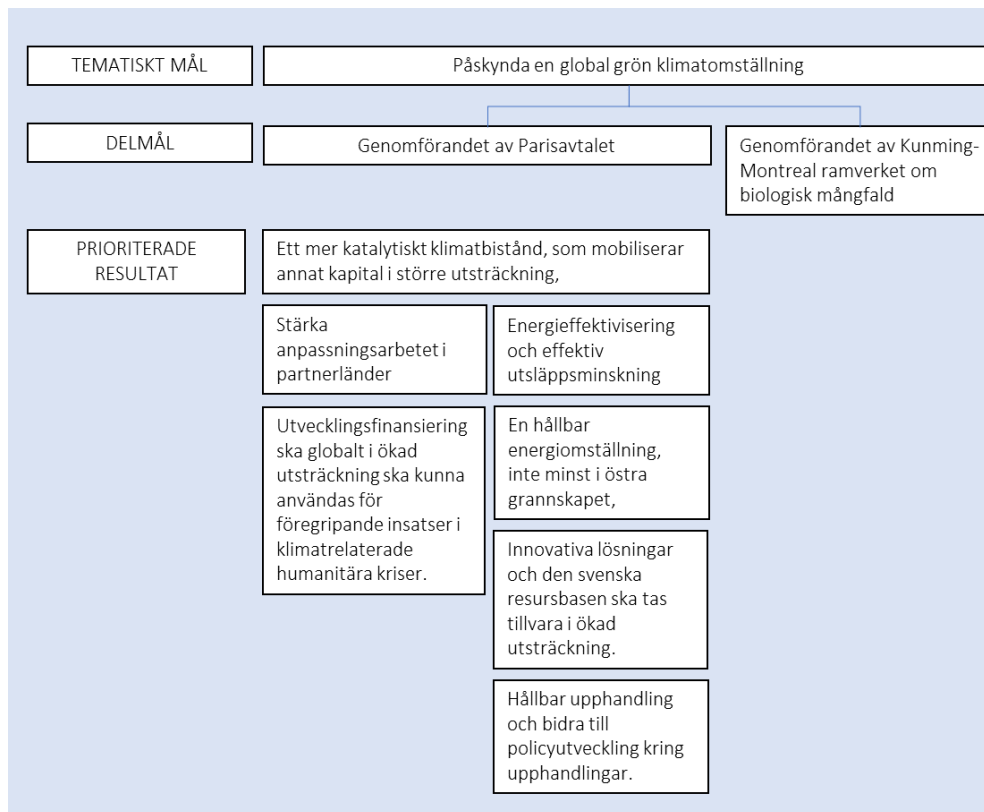 TEMATISKT MÅL
Påskynda en global grön klimatomställning
DELMÅL
Genomförandet av Parisavtalet
Genomförandet av Kunming-
Montreal ramverket om
biologisk mångfald
PRIORITERADE
RESULTAT
Ett mer katalytiskt klimatbistånd, som mobiliserar
annat kapital i större utsträckning,
Stärka
anpassningsarbetet i
partnerländer
Energieffektivisering
och effektiv
utsläppsminskning
Utvecklingsfinansiering
ska globalt i ökad
utsträckning ska kunna
användas för
föregripande insatser i
klimatrelaterade
humanitära kriser.
En hållbar
energiomställning,
inte minst i östra
grannskapet,
Innovativa lösningar
och den svenska
resursbasen ska tas
tillvara i ökad
utsträckning.
Hållbar upphandling
och bidra till
policyutveckling kring
upphandlingar.